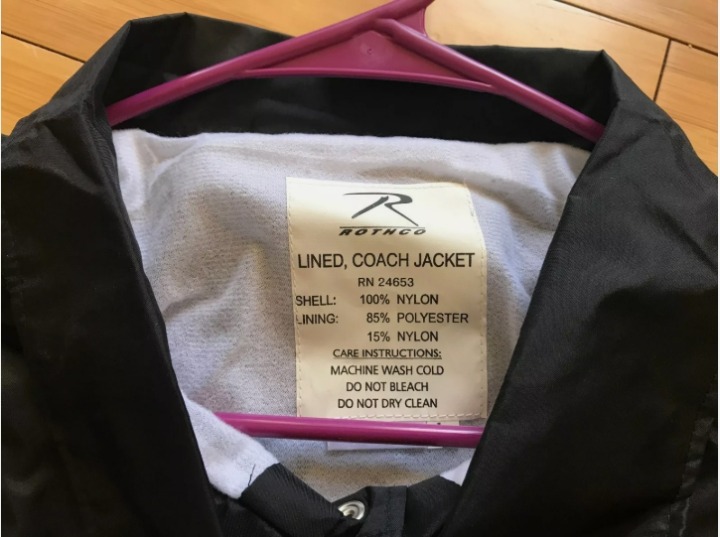 R
ROTHCO
LINED, COACH JACKET
RN 24653
SHELL: 100% NYLON
LINING: 85% POLYESTER
15% NYLON
CARE INSTRUCTIONS:
MACHINE WASH COLD
DO NOT BLEACH
DO NOT DRY CLEAN